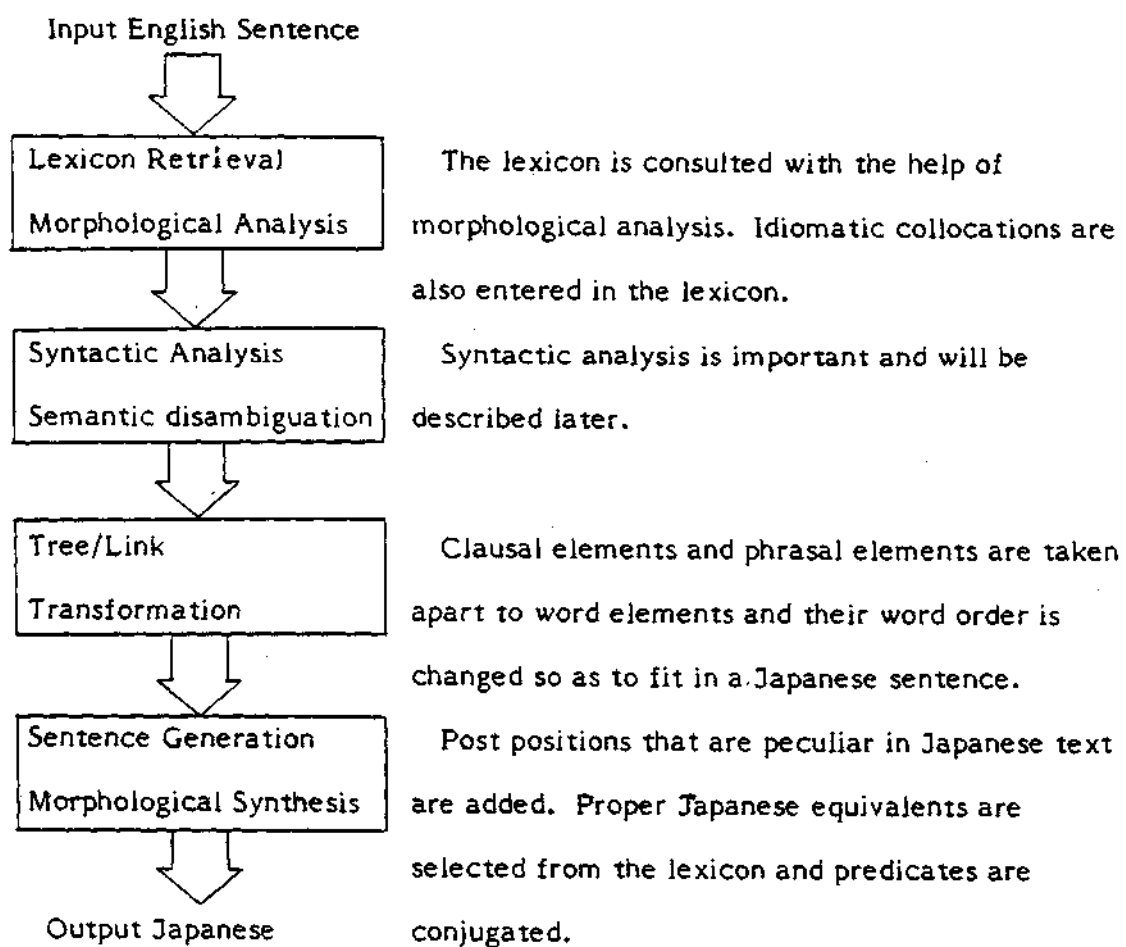 Input English Sentence
Lexicon Retrieval
Morphological Analysis
The lexicon is consulted with the help of
morphological analysis. Idiomatic collocations are
also entered in the lexicon.
Syntactic Analysis
Semantic disambiguation
Syntactic analysis is important and will be
described later.
Tree/Link
Transformation
Clausal elements and phrasal elements are taken
apart to word elements and their word order is
changed so as to fit in a Japanese sentence.
Sentence Generation
Morphological Synthesis
Post positions that are peculiar in Japanese text
are added. Proper Japanese equivalents are
selected from the lexicon and predicates are
conjugated.
Output Japanese